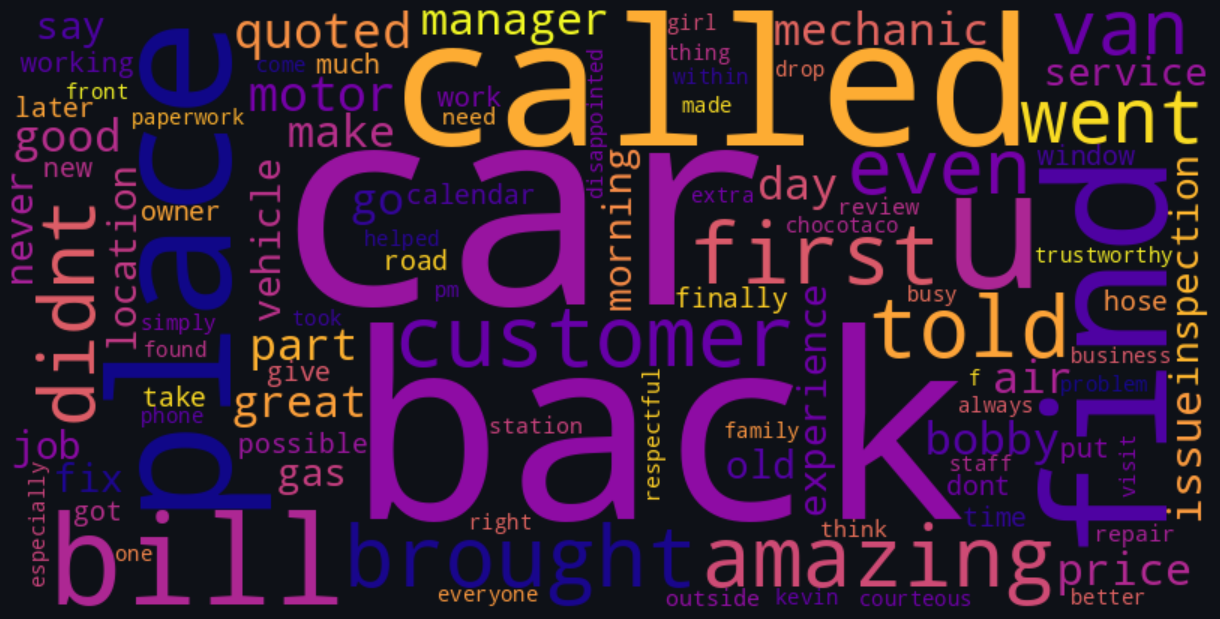 say
quoted
manager
called
girl
mechanic
van
working
come
much
thing
service
front
place
within
drop
later
paperwork
motor
work
need
disappointed
made
went
good
make
new
never
didnt
location
owner
vehicle
car
go
calendar
morning
extra
day
even
window
review
chocotaco
helped
road
pm
first
u
find
trustworthy
inspection
finally
busy
hose
simply
took
found
part
customer
experience
told
business
give
f
air
problem
take
phone
great
always
back
station
respectful
family
old
bobby
put
job
possible
fix
gas
staff
visit
dont
issue
especially
got
right
time
bill
one
brought
think
amazing
repair
everyone
outside
kevin
courteous
price
better